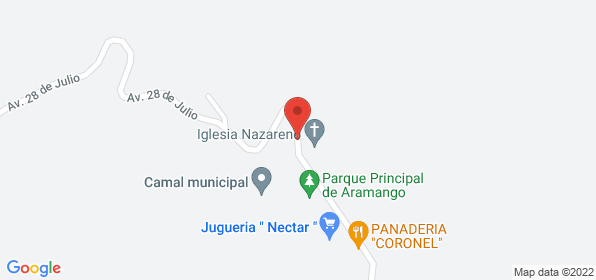 Av. 28 de Julio
Av. 28 de Julio
Iglesia Nazareno
Camal municipal
Parque Principal
de Aramango
Jugueria " Nectar "
PANADERIA
"CORONEL"
Google
Map data ©2022